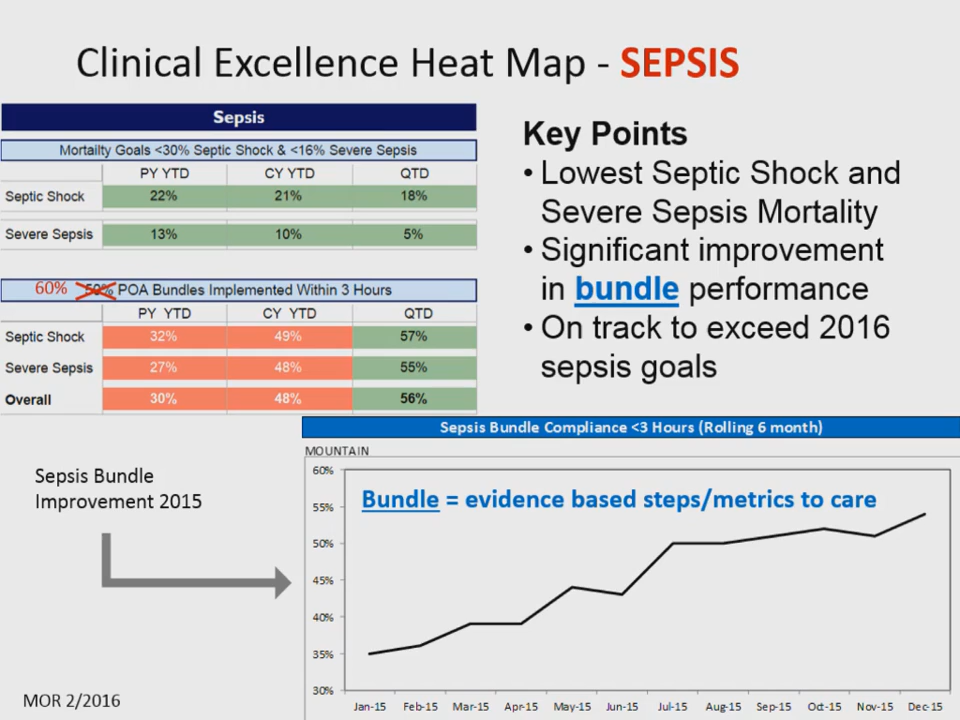 Clinical Excellence Heat Map - SEPSIS
Sepsis
Mortailty Goals <30% Septic Shock & <16% Severe Sepsis
PY YTD CY YTD QTD
Septic Shock 22% 21% 18%
Severe Sepsis 13% 10% 5%
60% 50% POA Bundles Implemented Within 3 Hours
PY YTD CY YTD QTD
Septic Shock 32% 49% 57%
Severe Sepsis 27% 48% 55%
Overall 30% 48% 56%
Key Points
• Lowest Septic Shock and
Severe Sepsis Mortality
• Significant improvement
in bundle performance
• On track to exceed 2016
sepsis goals
Sepsis Bundle
Improvement 2015
Sepsis Bundle Compliance <3 Hours (Rolling 6 month)
MOUNTAIN
Bundle = evidence based steps/metrics to care
60%
55%
50%
45%
40%
35%
30%
Jan-15 Feb-15 Mar-15 Apr-15 May-15 Jun-15 Jul-15 Aug-15 Sep-15 Oct-15 Nov-15 Dec-15
MOR 2/2016